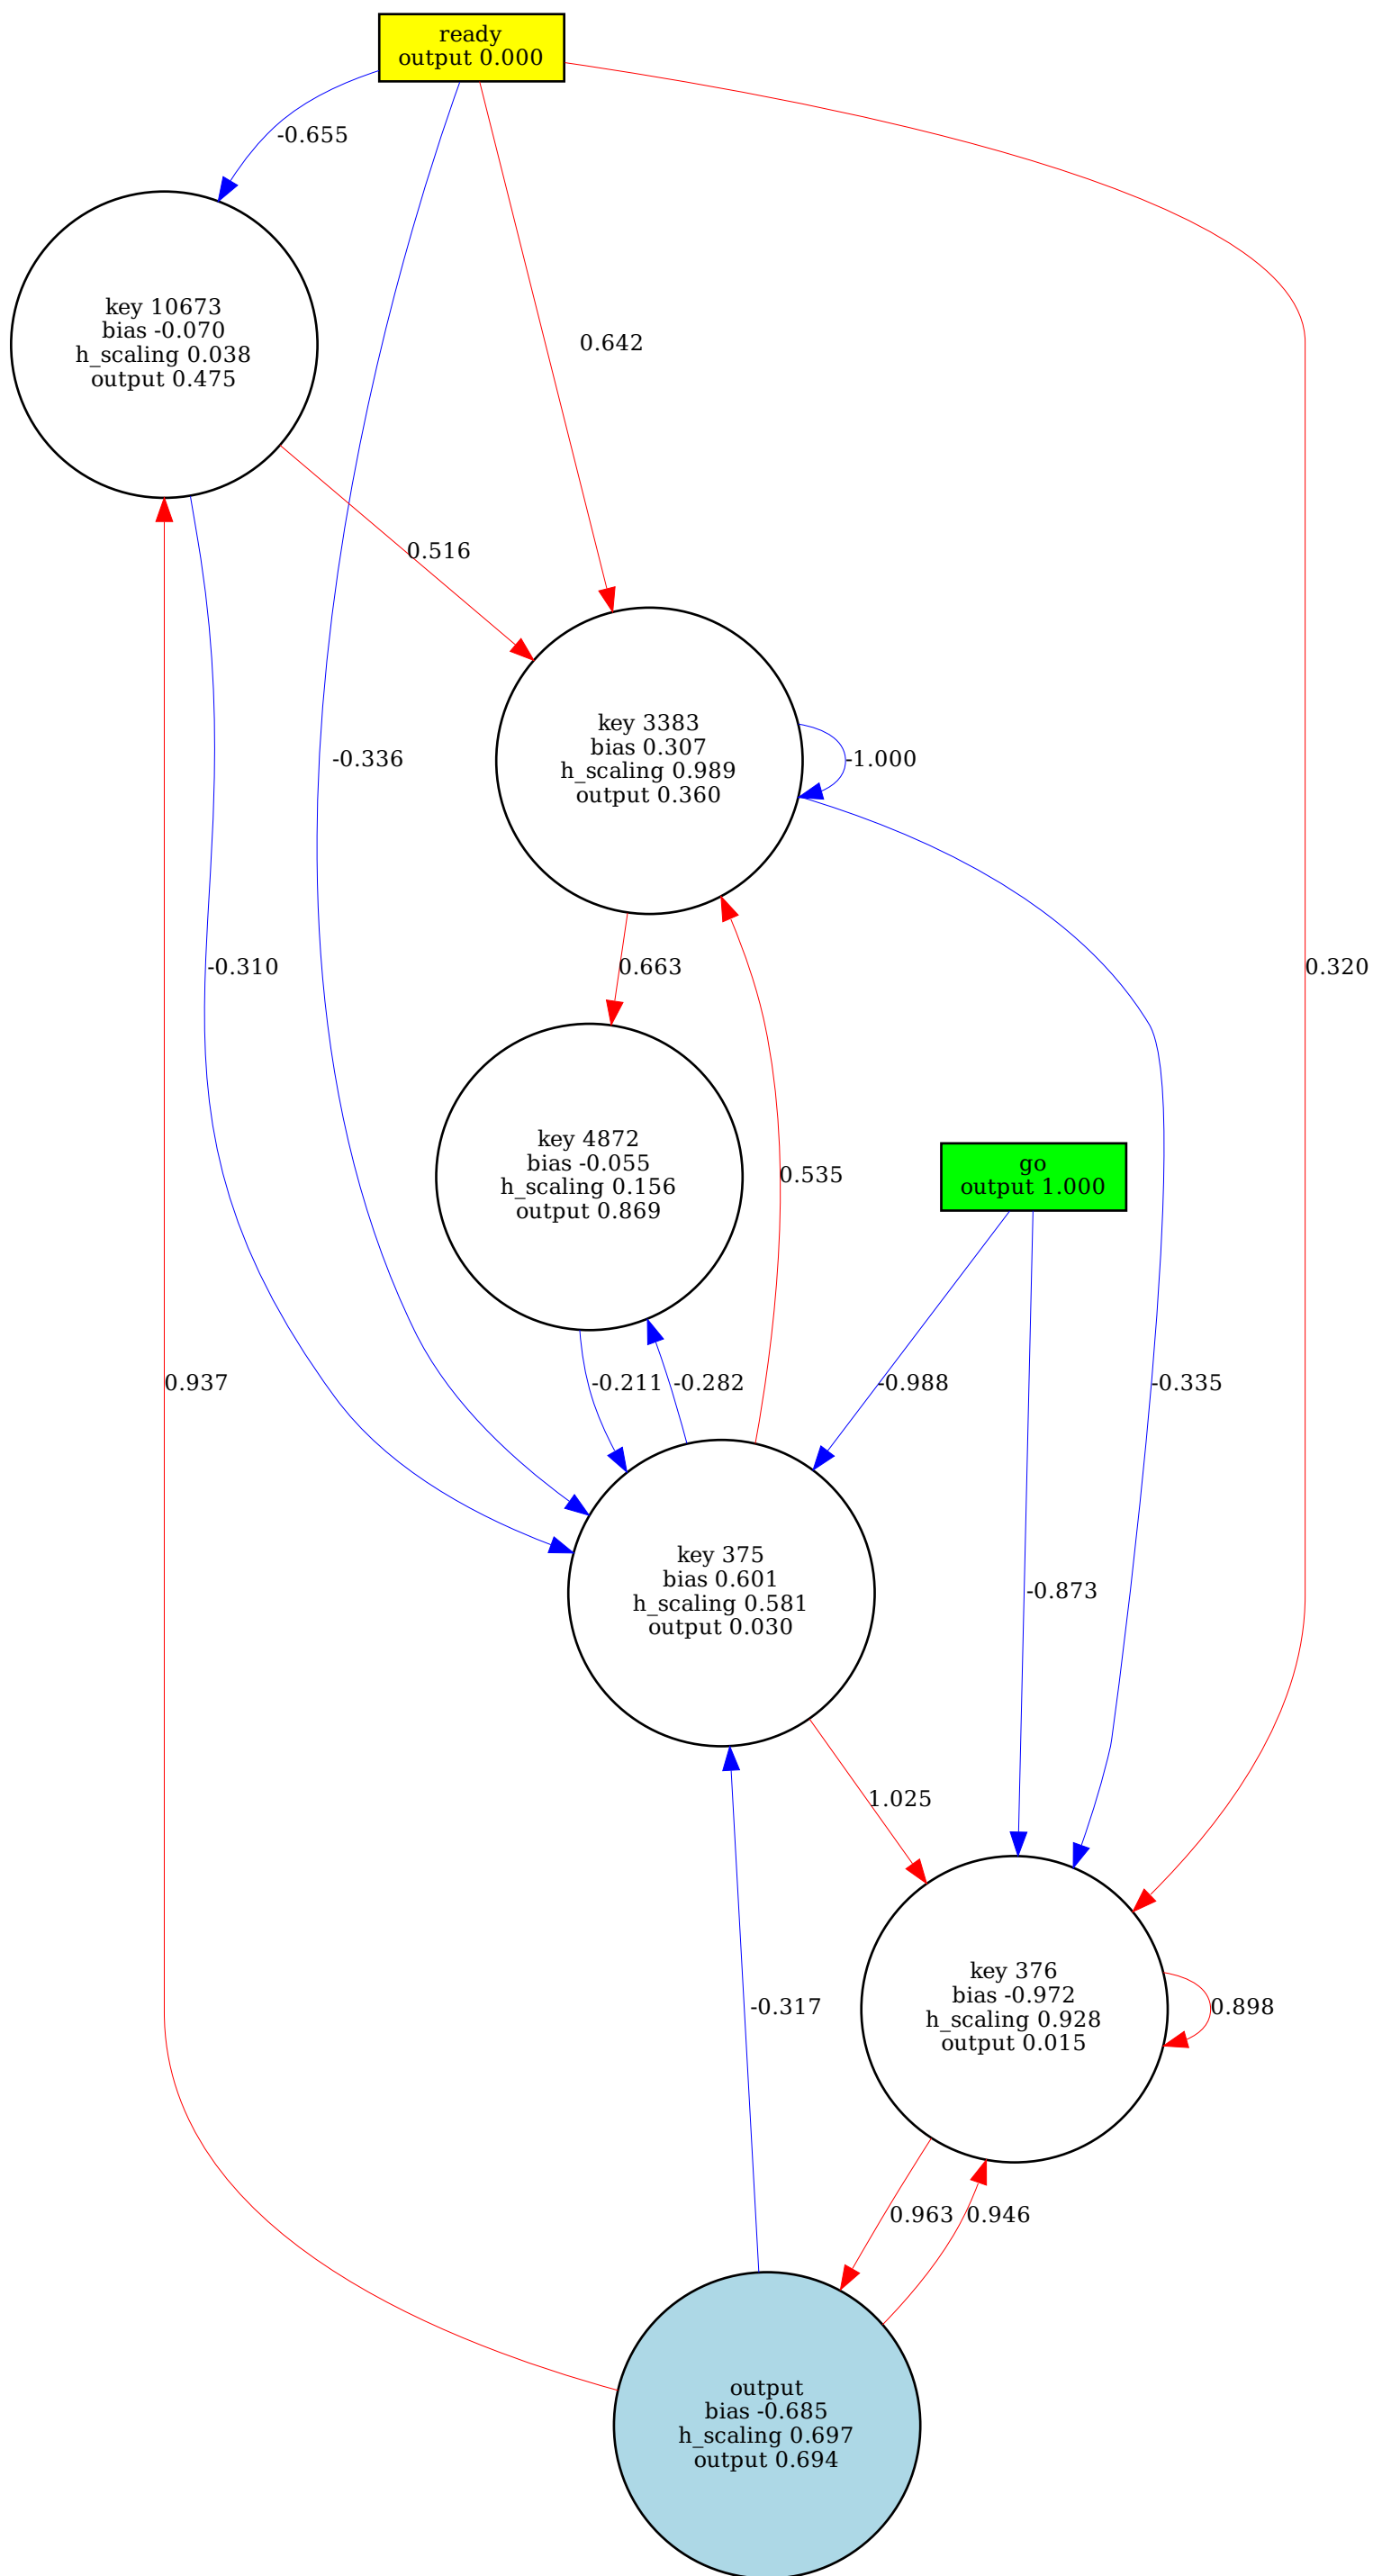 ready
output 0.000
-0.655
key 10673
bias -0.070
h_scaling 0.038
output 0.475
0.642
0.516
key 3383
bias 0.307
h_scaling 0.989
output 0.360
-0.336
-1.000
-0.310
0.663
0.320
key 4872
bias -0.055
h_scaling 0.156
output 0.869
0.535
go
output 1.000
0.937
-0.211
-0.282
-0.988
-0.335
key 375
bias 0.601
h_scaling 0.581
output 0.030
-0.873
1.025
key 376
bias -0.972
h_scaling 0.928
output 0.015
-0.317
0.898
0.963
0.946
output
bias -0.685
h_scaling 0.697
output 0.694